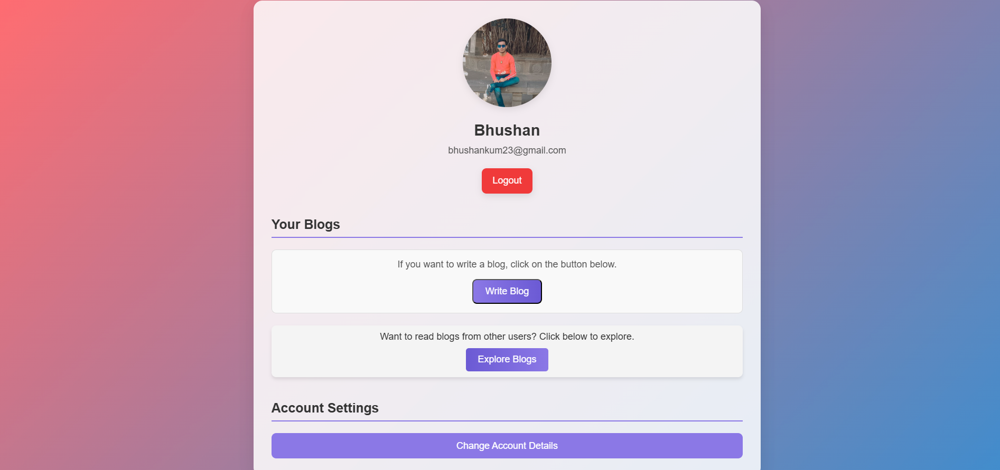 Bhushan
bhushankum23@gmail.com
Logout
Your Blogs
If you want to write a blog, click on the button below.
Write Blog
Want to read blogs from other users? Click below to explore.
Explore Blogs
Account Settings
Change Account Details